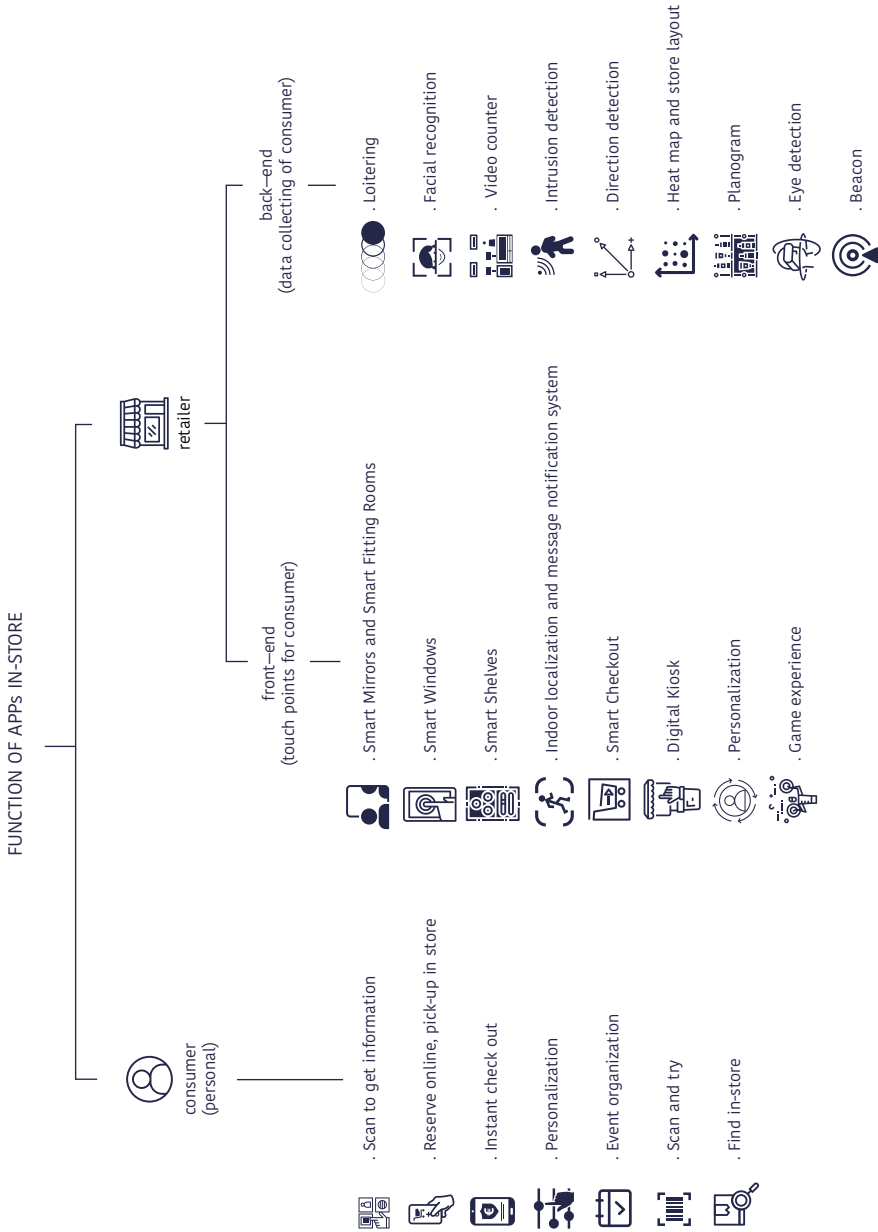 FUNCTION OF APPs IN-STORE
consumer
(personal)
. Scan to get information
. Reserve online, pick-up in store
. Instant check out
. Personalization
. Event organization
. Scan and try
. Find in-store
retailer
front—end
(touch points for consumer)
. Smart Mirrors and Smart Fitting Rooms
. Smart Windows
. Smart Shelves
. Indoor localization and message notification system
. Smart Checkout
. Digital Kiosk
. Personalization
. Game experience
back—end
(data collecting of consumer)
. Loitering
. Facial recognition
. Video counter
. Intrusion detection
. Direction detection
. Heat map and store layout
. Planogram
. Eye detection
. Beacon